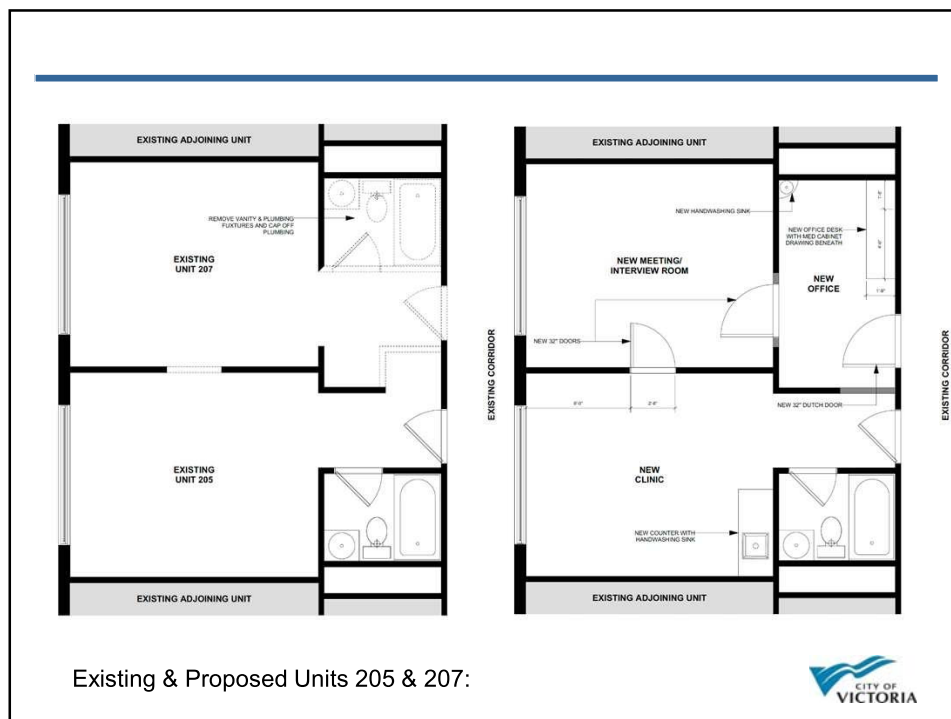 EXISTING ADJOINING UNIT
REMOVE VANITY & PLUMBING
FUXTURES AND CAP OFF
PLUMBING
EXISTING
UNIT 207
EXISTING
UNIT 205
EXISTING ADJOINING UNIT
EXISTING CORRIDOR
EXISTING ADJOINING UNIT
NEW HANDWASHING SINK
NEW OFFICE DESK
WITH MED CABINET
DRAWING BENEATH
NEW MEETING/
INTERVIEW ROOM
NEW
OFFICE
NEW 32" DOORS
NEW 32" DUTCH DOOR
NEW
CLINIC
NEW COUNTER WITH
HANDWASHING SINK
EXISTING ADJOINING UNIT
EXISTING CORRIDOR
Existing & Proposed Units 205 & 207:
CITY OF
VICTORIA